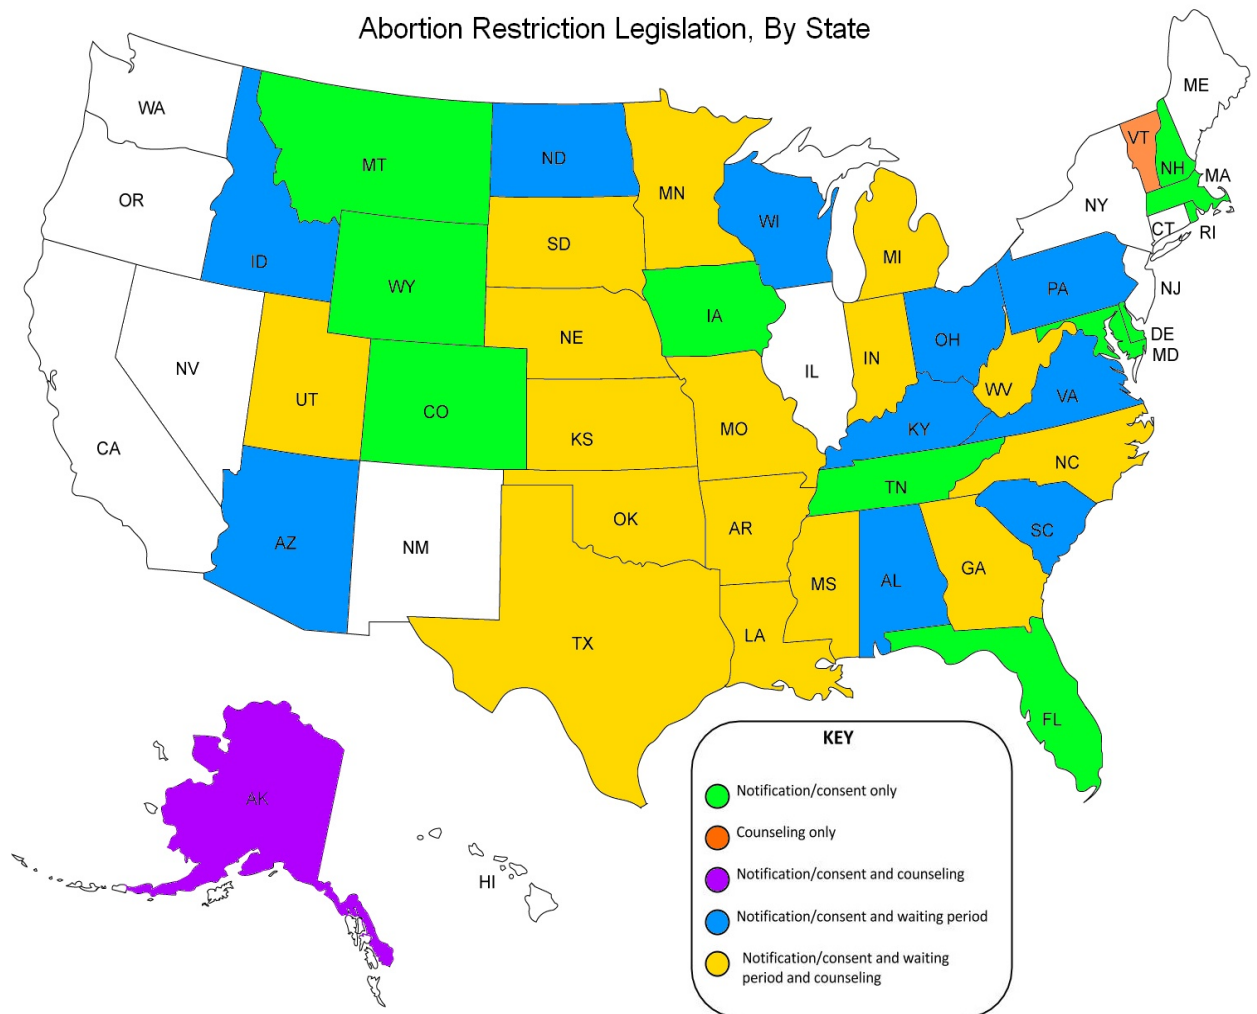 Abortion Restriction Legislation, By State
ME
WA
VT
MT
ND
NH
MA
OR
MN
NY
WI
CT
RI
SD
MI
ID
WY
PA
NJ
IA
DE
NE
OH
MD
IN
NV
IL
WV
UT
VA
CO
MO
KY
KS
CA
NC
TN
OK
AR
SC
AZ
NM
GA
MS
AL
LA
TX
FL
KEY
Notification/consent only
AK
Counseling only
Notification/consent and counseling
HI
Notification/consent and waiting period
Notification/consent and waiting
period and counseling